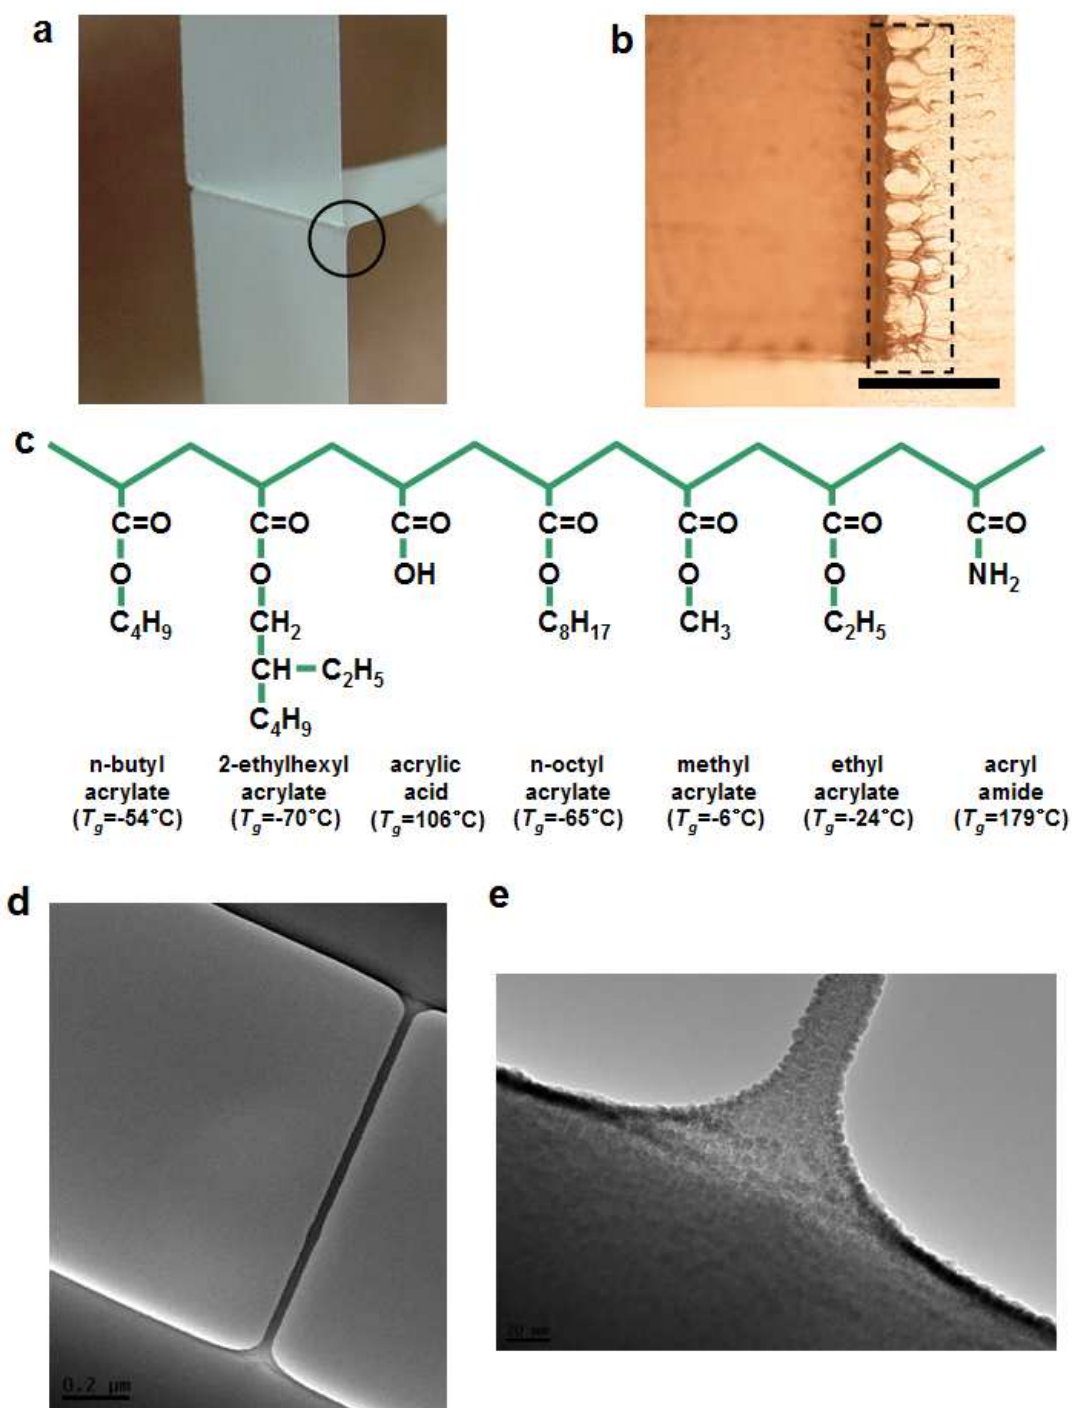 a
b
c
C=O C=O C=O C=O C=O C=O C=O
O O OH O O O NH2
C4H9 CH2 C8H17 CH3 C2H5
CH C2H5
C4H9
n-butyl acrylate (Tg=-54°C)
2-ethylhexyl acrylate (Tg=-70°C)
acrylic acid (Tg=106°C)
n-octyl acrylate (Tg=-65°C)
methyl acrylate (Tg=-6°C)
ethyl acrylate (Tg=-24°C)
acryl amide (Tg=179°C)
d
e
0.2 µm
20 nm